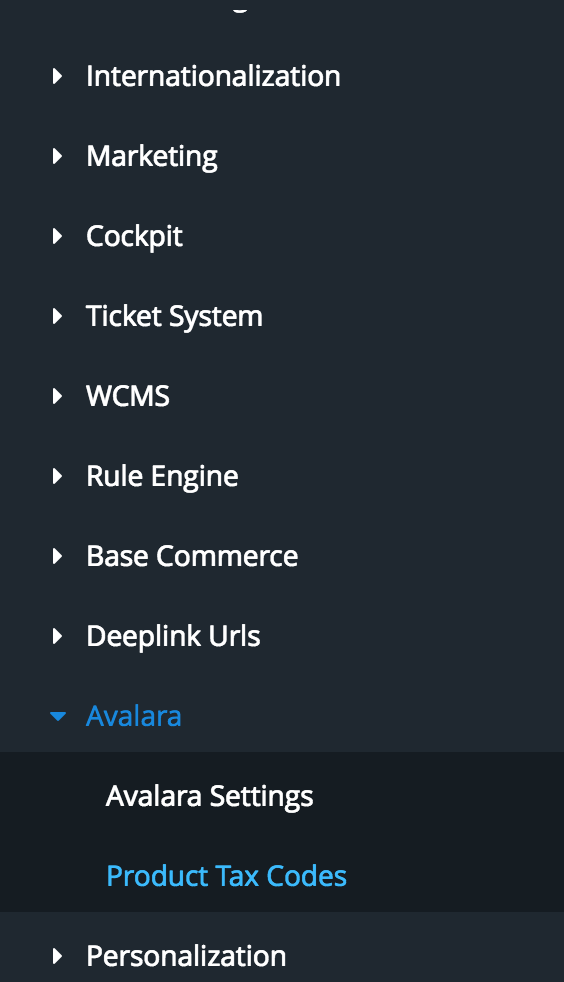 Internationalization
Marketing
Cockpit
Ticket System
WCMS
Rule Engine
Base Commerce
Deeplink Urls
Avalara
Avalara Settings
Product Tax Codes
Personalization